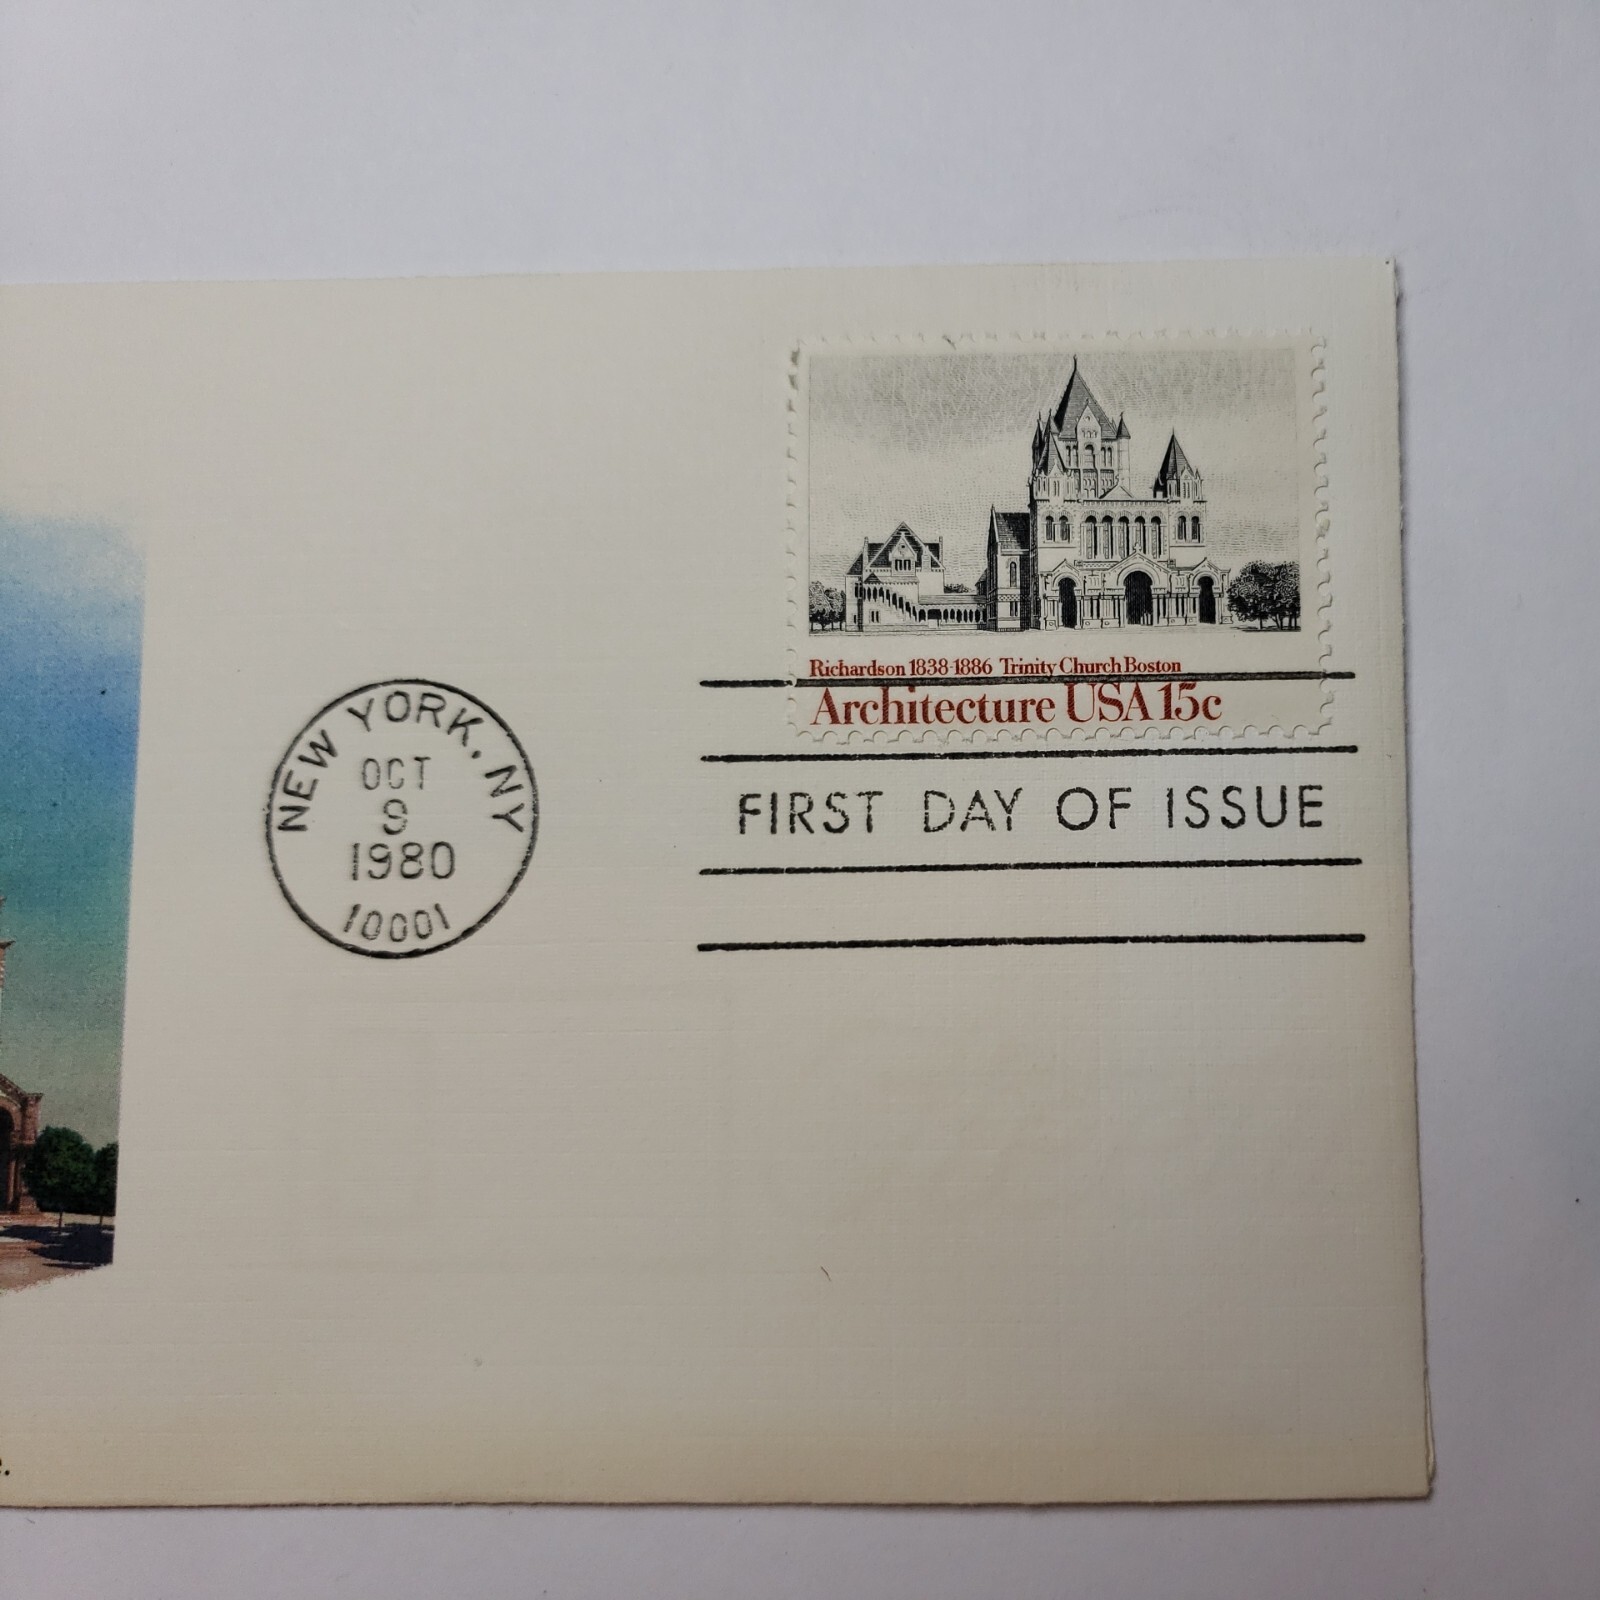 Richardson 1838-1886 Trinity Church Boston
Architecture USA 15c
NEW YORK, NY
OCT
9
1980
10001
FIRST DAY OF ISSUE